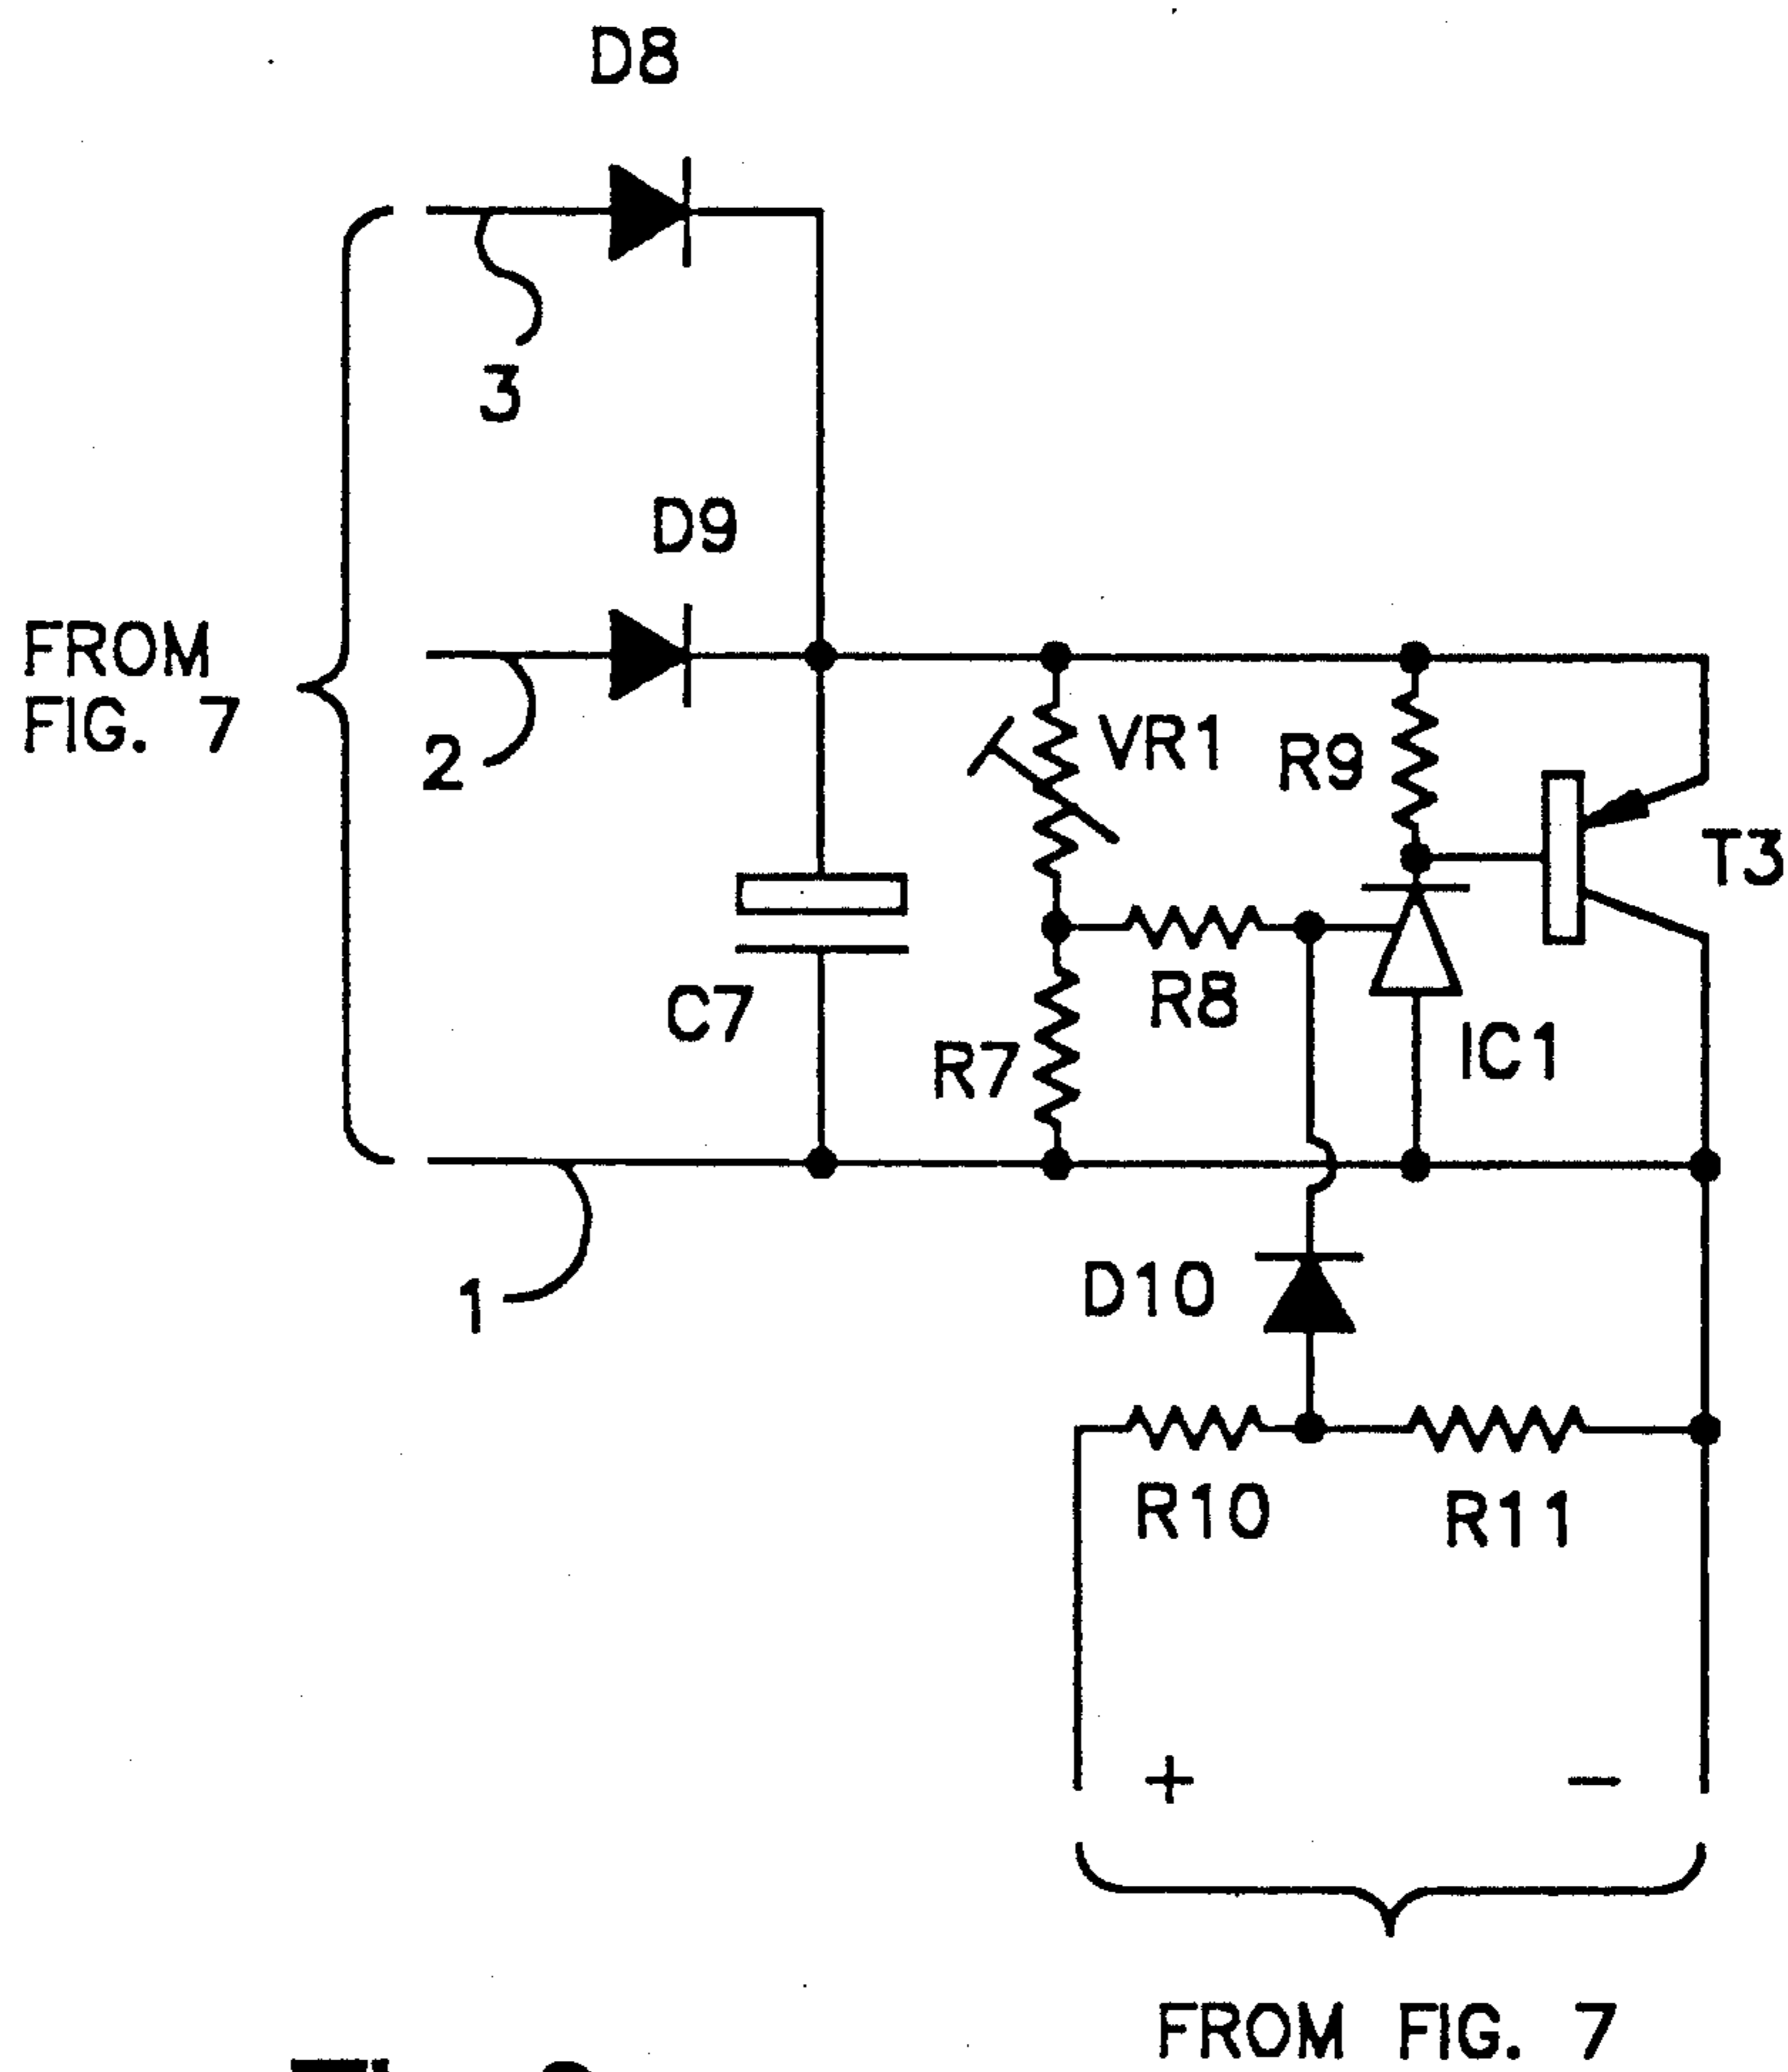 D8
3
D9
FROM
FIG. 7
2
VR1
R9
T3
C7
R8
R7
IC1
1
D10
R10
R11
+
−
FROM FIG. 7